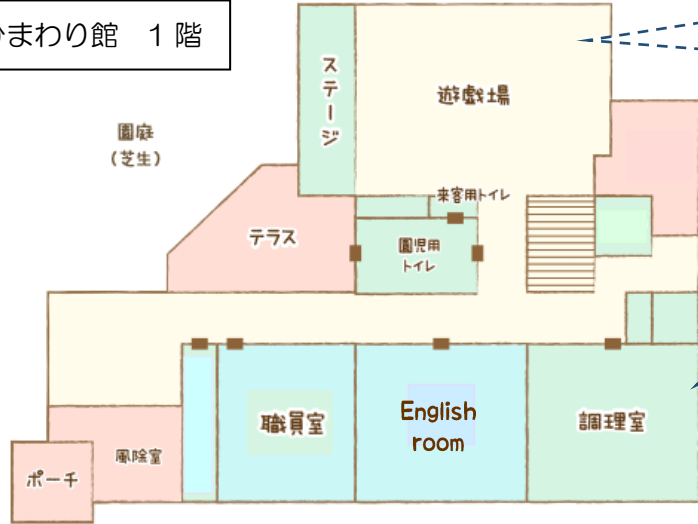 ひまわり館　1階
ステージ
遊戯場
園庭
（芝生）
来客用トイレ
テラス
園児用
トイレ
職員室
English
room
調理室
風除室
ポーチ